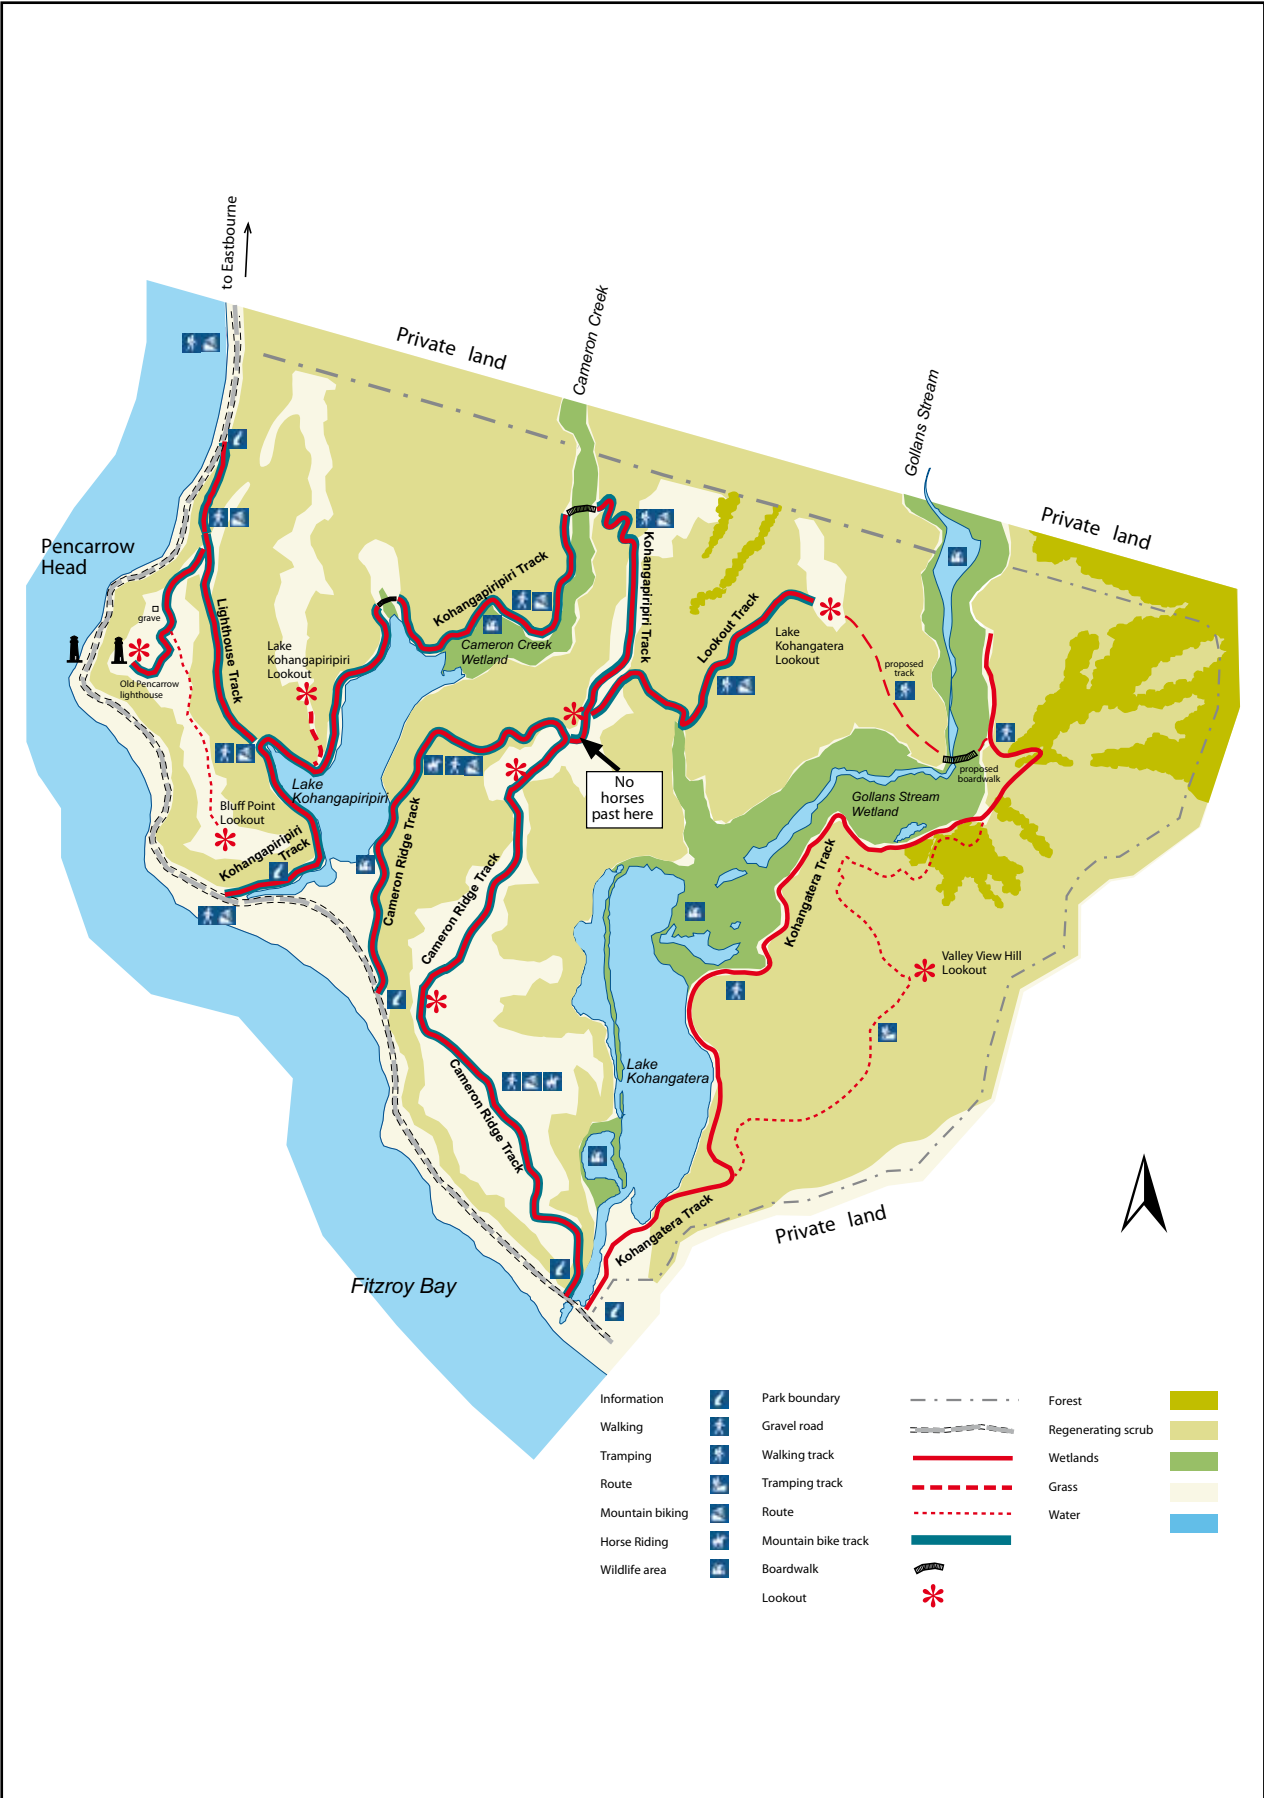 to Eastbourne
Private land
Cameron Creek
Gollans Stream
Private land
Pencarrow
Head
grave
Old Pencarrow
lighthouse
Lighthouse Track
Lake
Kohangapiripiri
Lookout
Kohangapiripiri Track
Cameron Creek
Wetland
Kohangapiripiri Track
Lookout Track
Lake
Kohangatera
Lookout
proposed
track
proposed
boardwalk
Bluff Point
Lookout
Kohangapiripiri
Track
Lake
Kohangapiripiri
No
horses
past here
Gollans Stream
Wetland
Cameron Ridge Track
Cameron Ridge Track
Kohangatera Track
Valley View Hill
Lookout
Lake
Kohangatera
Cameron Ridge Track
Kohangatera Track
Private land
Fitzroy Bay
Information
Walking
Tramping
Route
Mountain biking
Horse Riding
Wildlife area
Park boundary
Gravel road
Walking track
Tramping track
Route
Mountain bike track
Boardwalk
Lookout
Forest
Regenerating scrub
Wetlands
Grass
Water